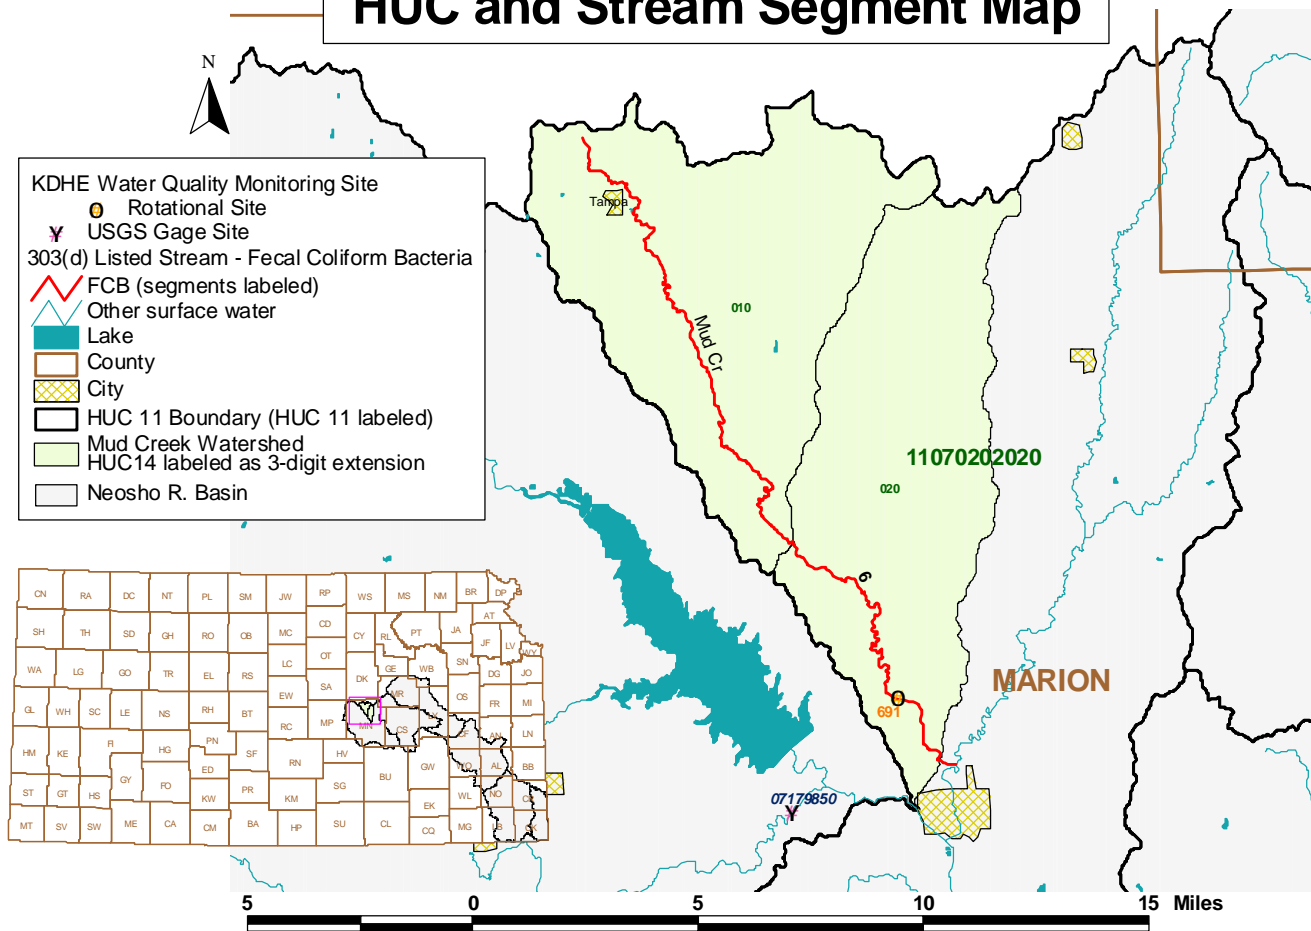 HUC and Stream Segment Map
N
KDHE Water Quality Monitoring Site
Rotational Site
USGS Gage Site
303(d) Listed Stream - Fecal Coliform Bacteria
FCB (segments labeled)
Other surface water
Lake
County
City
HUC 11 Boundary (HUC 11 labeled)
Mud Creek Watershed
HUC14 labeled as 3-digit extension
Neosho R. Basin
Tampa
010
Mud Cr
11070202020
020
6
MARION
691
07179850
CN RA DC NT PL SM JW RP WS MS NM BR DP
SH TH SD GH RO OB MC CD CY RL PT JA AT JF LV WY
WA LG GO TR EL RS LC OT DK GE WB SN DG JO
GL WH SC LE NS RH BT EW SA MR OS FR MI
HM KE FI HG PN SF RC MP MN CS CF AN LN
ST GT HS GY FO ED PR RN HV BU GW WO AL BB
KW KM SG EK WL NO
MT SV SW ME CA CM BA HP SU CL CQ MG LB CK
5 0 5 10 15 Miles